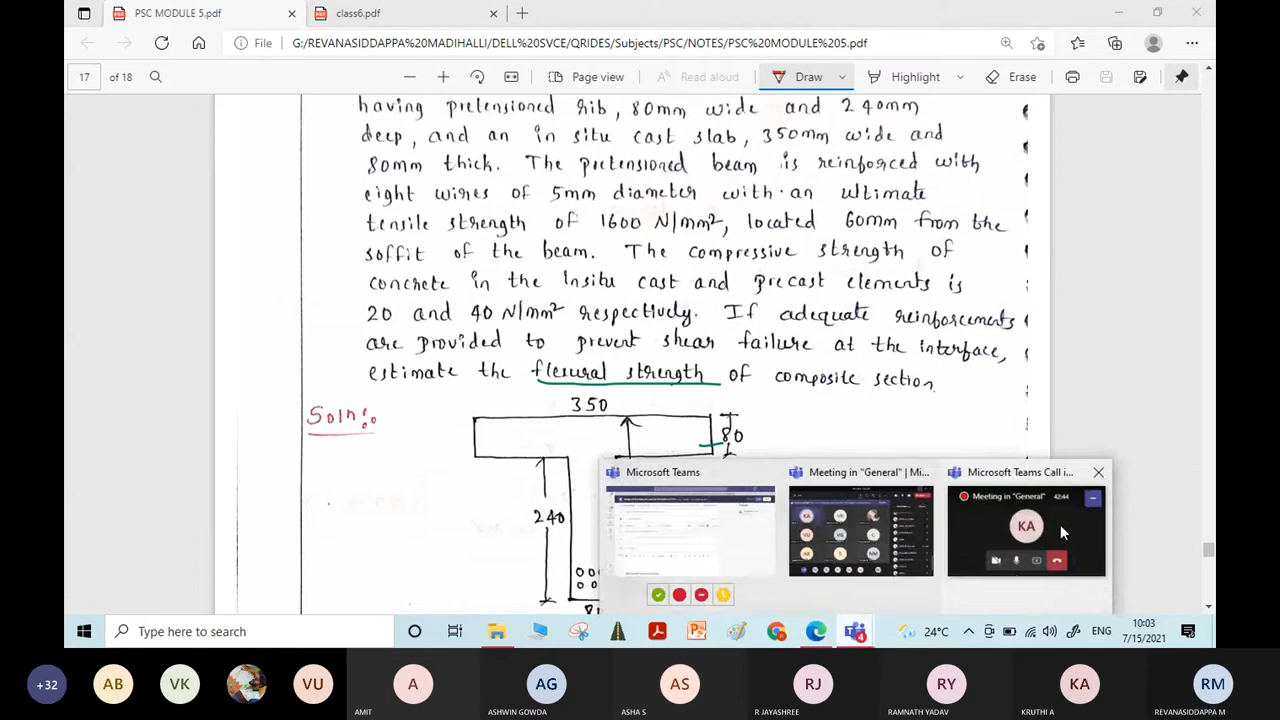 PSC MODULE 5.pdf
class6.pdf
File
G:/REVANASIDDAPPA%20MADIHALLI/DELL%20SVCE/QRIDES/Subjects/PSC/NOTES/PSC%20MODULE%205.pdf
17 of 18
Page view
Read aloud
Draw
Highlight
Erase
having pretensioned rib, 80mm wide and 240mm
deep, and an in situ cast slab, 350mm wide and
80mm thick. The pretensioned beam is reinforced with
eight wires of 5mm diameter with an ultimate
tensile strength of 1600 N/mm², located 60mm from the
soffit of the beam. The compressive strength of
concrete in the insitu cast and precast elements is
20 and 40 N/mm² respectively. If adequate reinforcements
are provided to prevent shear failure at the interface,
estimate the flexural strength of composite section.
Soln:
350
80
240
Microsoft Teams
Meeting in "General" | Mi...
Microsoft Teams Call i...
Meeting in "General" 42:44
KA
Type here to search
4
24°C
ENG
10:03
7/15/2021
+32
AB
VK
VU
A
AG
AS
RJ
RY
KA
RM
AMIT
ASHWIN GOWDA
ASHA S
R JAYASHREE
RAMNATH YADAV
KRUTHI A
REVANASIDDAPPA M